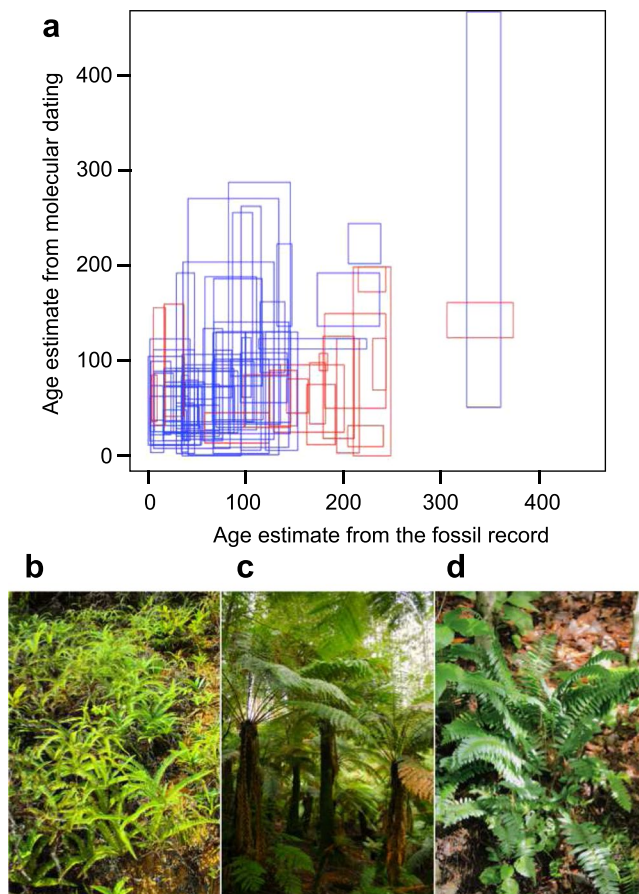 a
Age estimate from molecular dating
400
300
200
100
0
0 100 200 300 400
Age estimate from the fossil record
b c d